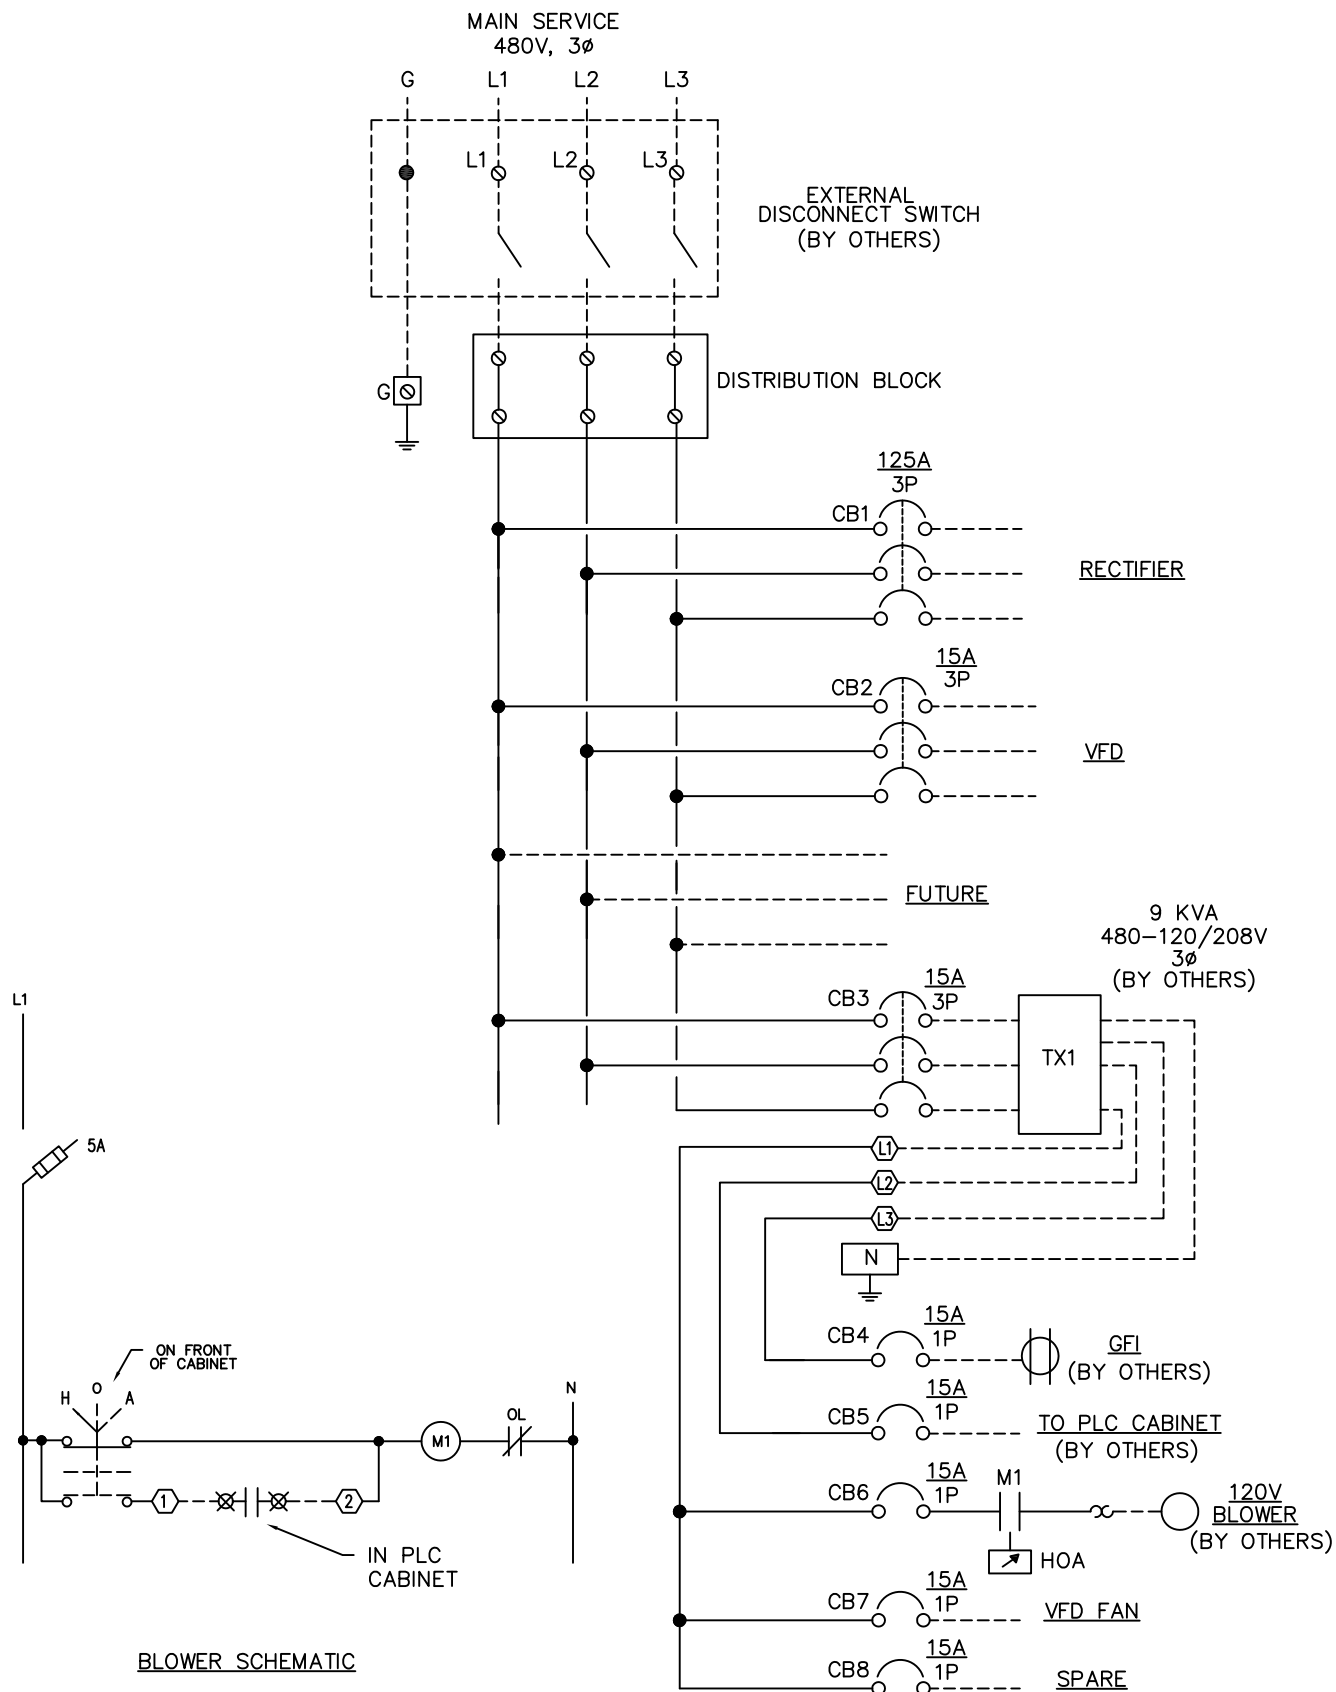 MAIN SERVICE
480V, 3ø
G L1 L2 L3
L1 L2 L3
EXTERNAL
DISCONNECT SWITCH
(BY OTHERS)
G
DISTRIBUTION BLOCK
125A
3P
CB1
RECTIFIER
15A
3P
CB2
VFD
FUTURE
9 KVA
480-120/208V
3ø
(BY OTHERS)
15A
3P
CB3
TX1
L1
L2
L3
N
15A
1P
CB4
GFI
(BY OTHERS)
15A
1P
CB5
TO PLC CABINET
(BY OTHERS)
15A
1P
CB6
M1
120V
BLOWER
(BY OTHERS)
HOA
15A
1P
CB7
VFD FAN
15A
1P
CB8
SPARE
L1
5A
ON FRONT
OF CABINET
H O A
M1
OL
N
1
2
IN PLC
CABINET
BLOWER SCHEMATIC